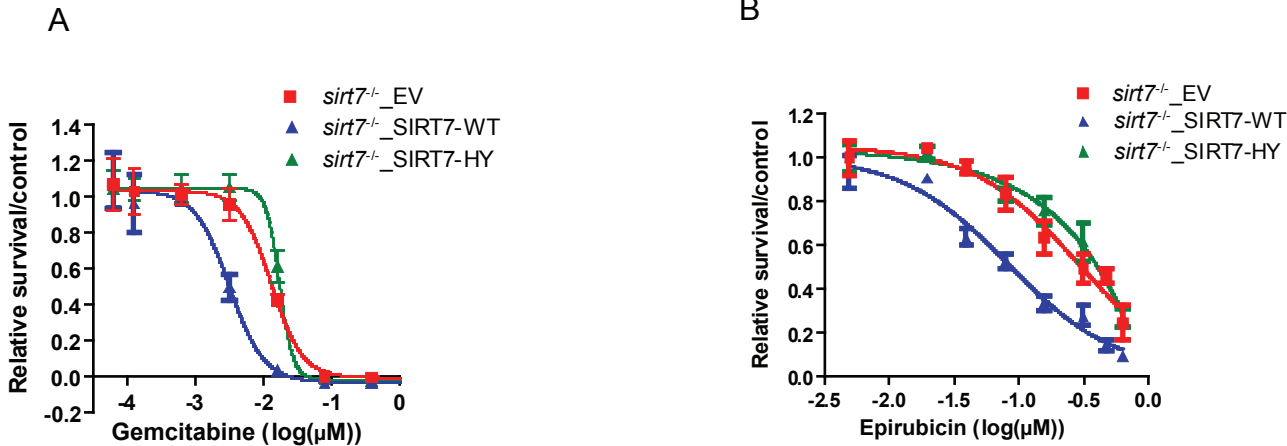 A
sirt7-/-_EV
sirt7-/-_SIRT7-WT
sirt7-/-_SIRT7-HY
Relative survival/control
1.4
1.2
1.0
0.8
0.6
0.4
0.2
0.0
-0.2
-4
-3
-2
-1
0
Gemcitabine (log(µM))
B
sirt7-/-_EV
sirt7-/-_SIRT7-WT
sirt7-/-_SIRT7-HY
Relative survival/control
1.2
1.0
0.8
0.6
0.4
0.2
0.0
-2.5
-2.0
-1.5
-1.0
-0.5
0.0
Epirubicin (log(µM))